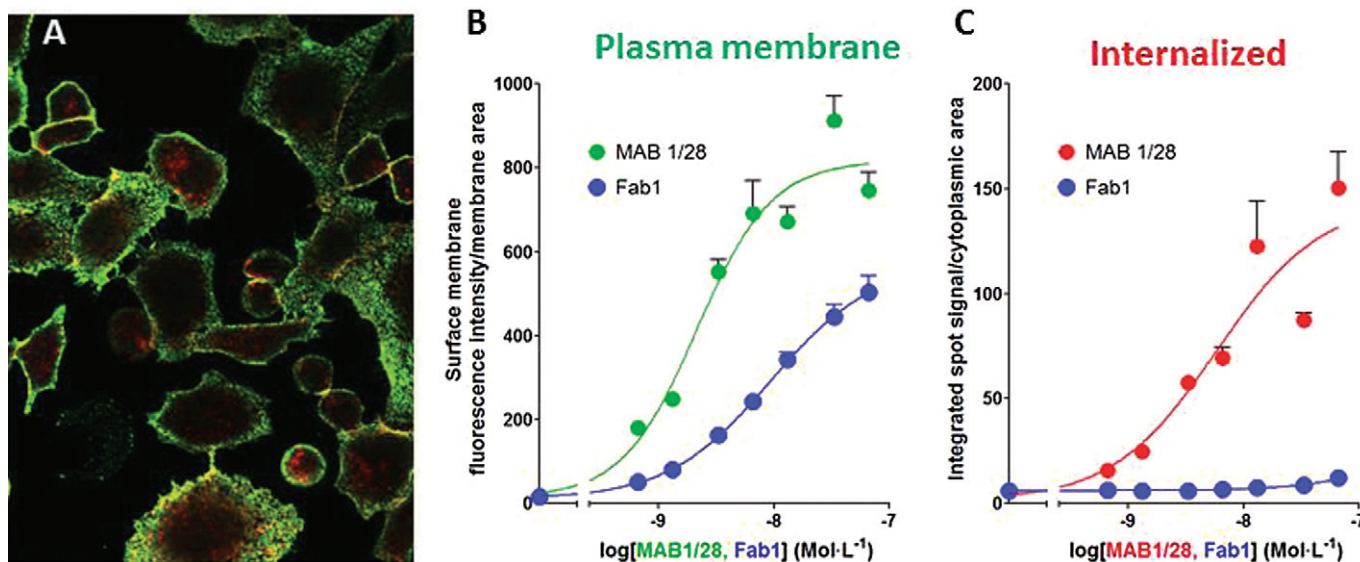 A
B
Plasma membrane
1000
800
600
400
200
0
Surface membrane
fluorescence intensity/membrane area
MAB 1/28
Fab1
-9
-8
-7
log[MAB1/28, Fab1] (Mol·L-1)
C
Internalized
200
150
100
50
0
Integrated spot signal/cytoplasmic area
MAB 1/28
Fab1
-9
-8
-7
log[MAB1/28, Fab1] (Mol·L-1)